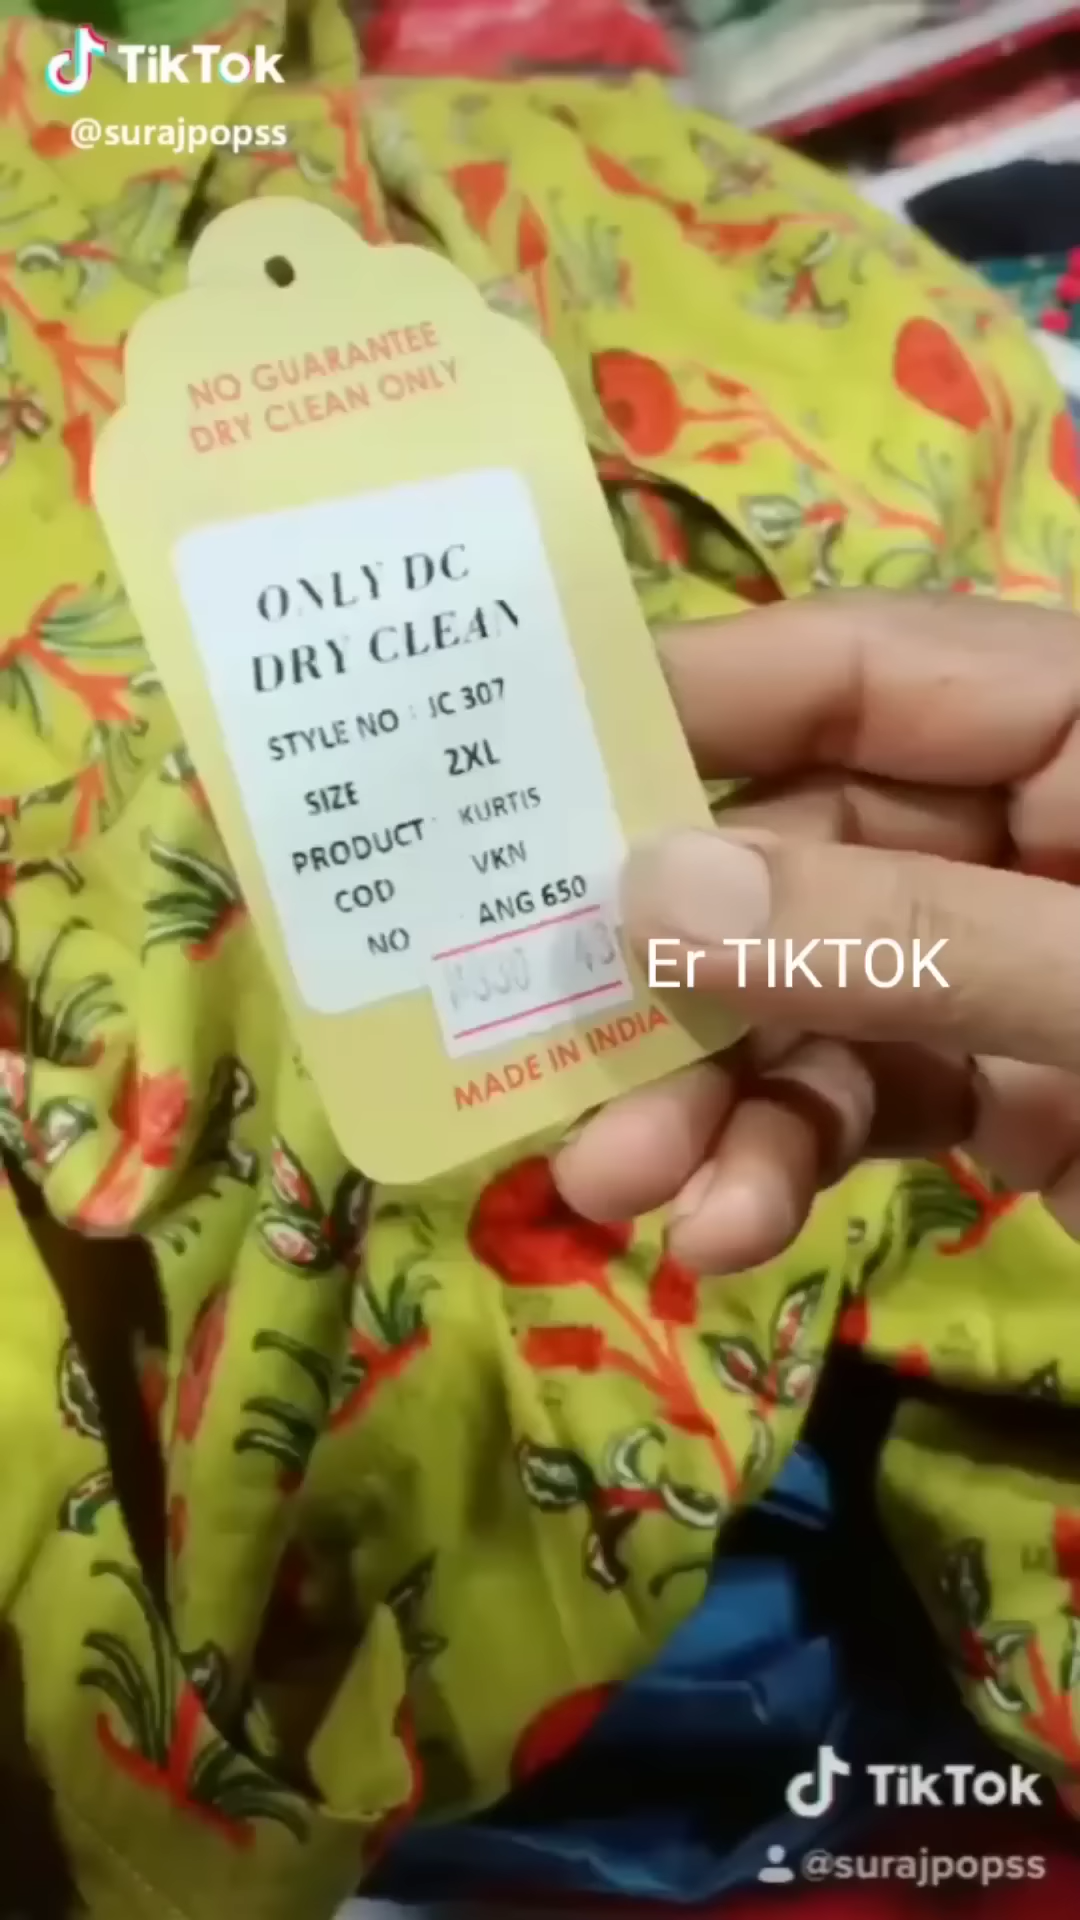 TikTok
@surajpopss
NO GUARANTEE
DRY CLEAN ONLY
ONLY DC
DRY CLEAN
STYLE NO : JC 307
SIZE 2XL
PRODUCT KURTIS
COD VKN
NO ANG 650
Er TIKTOK
MADE IN INDIA
TikTok
@surajpopss